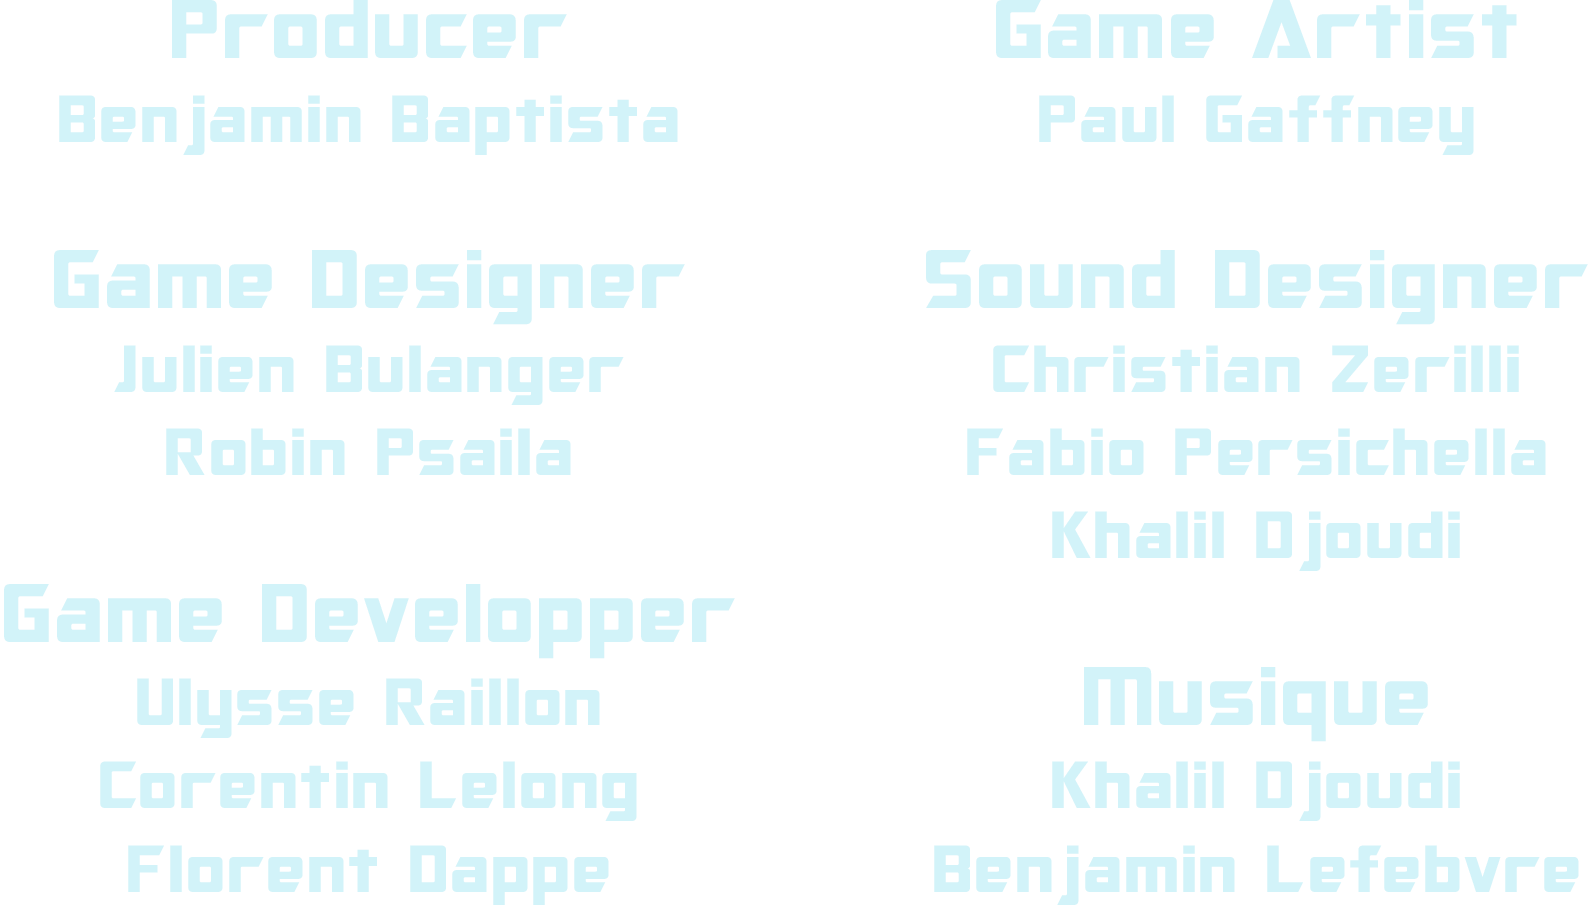 Producer
Benjamin Baptista
Game Designer
Julien Bulanger
Robin Psaila
Game Developper
Ulysse Raillon
Corentin Lelong
Florent Dappe
Game Artist
Paul Gaffney
Sound Designer
Christian Zerilli
Fabio Persichella
Khalil Djoudi
Musique
Khalil Djoudi
Benjamin Lefebvre